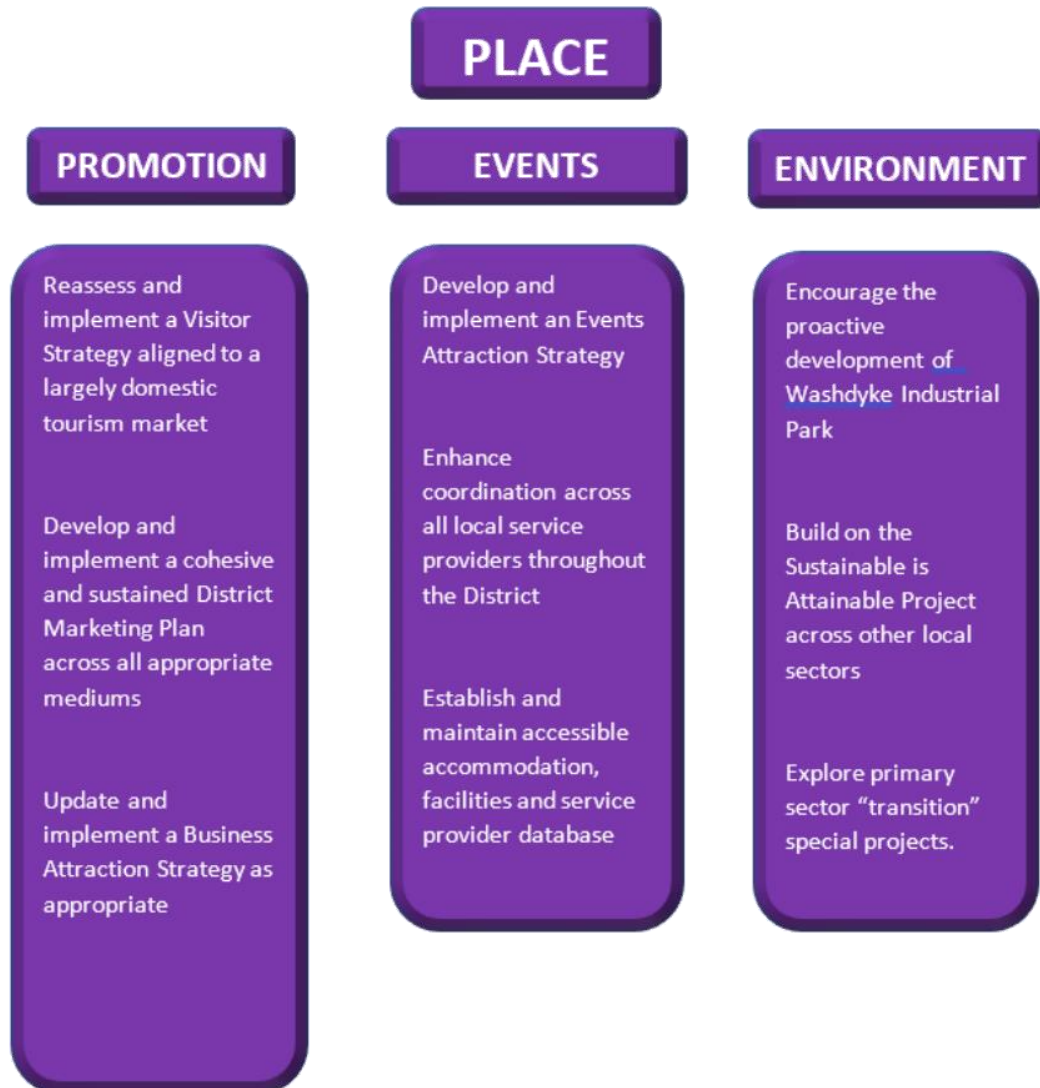 PLACE
PROMOTION
Reassess and
implement a Visitor
Strategy aligned to a
largely domestic
tourism market
Develop and
implement a cohesive
and sustained District
Marketing Plan
across all appropriate
mediums
Update and
implement a Business
Attraction Strategy as
appropriate
EVENTS
Develop and
implement an Events
Attraction Strategy
Enhance
coordination across
all local service
providers throughout
the District
Establish and
maintain accessible
accommodation,
facilities and service
provider database
ENVIRONMENT
Encourage the
proactive
development of
Washdyke Industrial
Park
Build on the
Sustainable is
Attainable Project
across other local
sectors
Explore primary
sector “transition”
special projects.